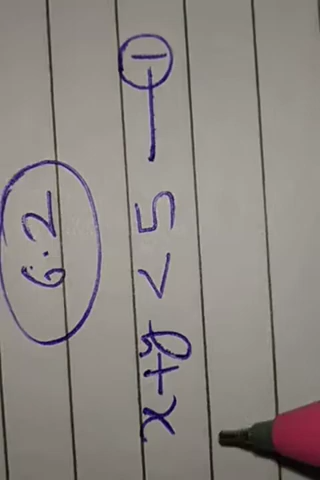 6.2
x+y < 5 — ①